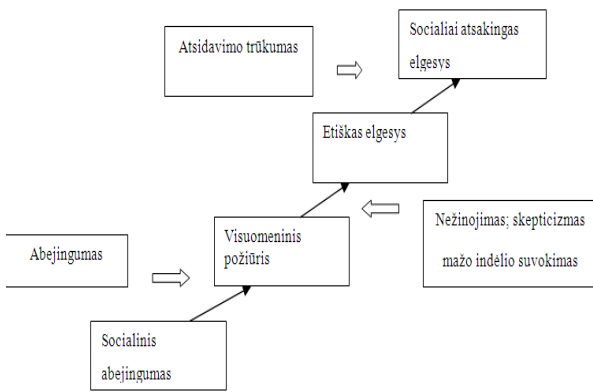 Socialiai atsakingas
elgesys
Atsidavimo trūkumas
Etiškas elgesys
Nežinojimas; skepticizmas
mažo indėlio suvokimas
Visuomeninis
požiūris
Abejingumas
Socialinis
abejingumas